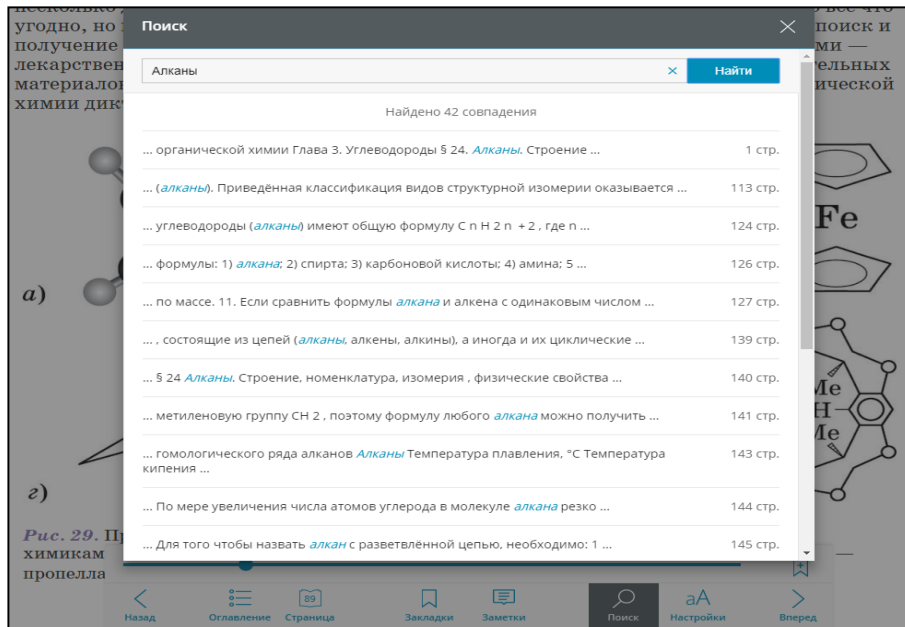 угодно, но
поиск и
получение
ми —
лекарствен
тельных
материалов
ической
химии дикт
Поиск
Алканы
× Найти
Найдено 42 совпадения
... органической химии Глава 3. Углеводороды § 24. Алканы. Строение ... 1 стр.
... (алканы). Приведённая классификация видов структурной изомерии оказывается ... 113 стр.
... углеводороды (алканы) имеют общую формулу C n H 2 n + 2 , где n ... 124 стр.
... формулы: 1) алкана; 2) спирта; 3) карбоновой кислоты; 4) амина; 5 ... 126 стр.
... по массе. 11. Если сравнить формулы алкана и алкена с одинаковым числом ... 127 стр.
... , состоящие из цепей (алканы, алкены, алкины), а иногда и их циклические ... 139 стр.
... § 24 Алканы. Строение, номенклатура, изомерия , физические свойства ... 140 стр.
... метиленовую группу CH 2 , поэтому формулу любого алкана можно получить ... 141 стр.
... гомологического ряда алканов Алканы Температура плавления, °С Температура 143 стр.
кипения ...
... По мере увеличения числа атомов углерода в молекуле алкана резко ... 144 стр.
... Для того чтобы назвать алкан с разветвлённой цепью, необходимо: 1 ... 145 стр.
а)
Fe
Me
H
Me
г)
Рис. 29. П
химикам
—
пропелла
89
aA
Назад Оглавление Страница Закладки Заметки Поиск Настройки Вперед